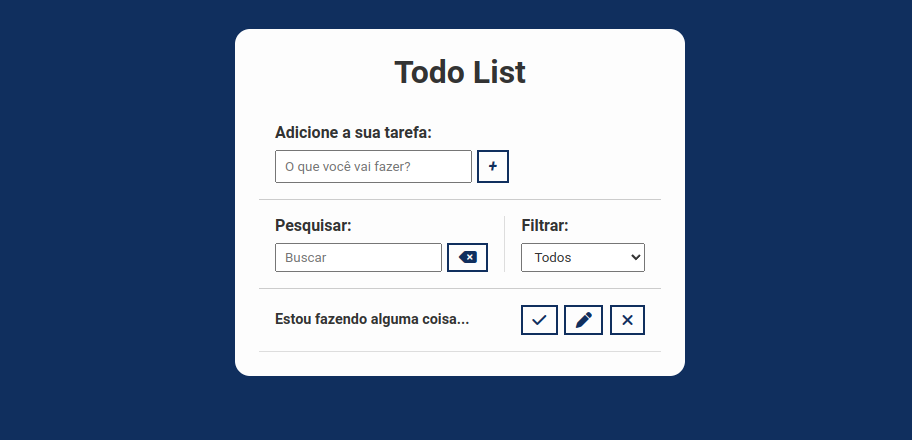 Todo List
Adicione a sua tarefa:
O que você vai fazer?
Pesquisar:
Filtrar:
Buscar
Todos
Estou fazendo alguma coisa...